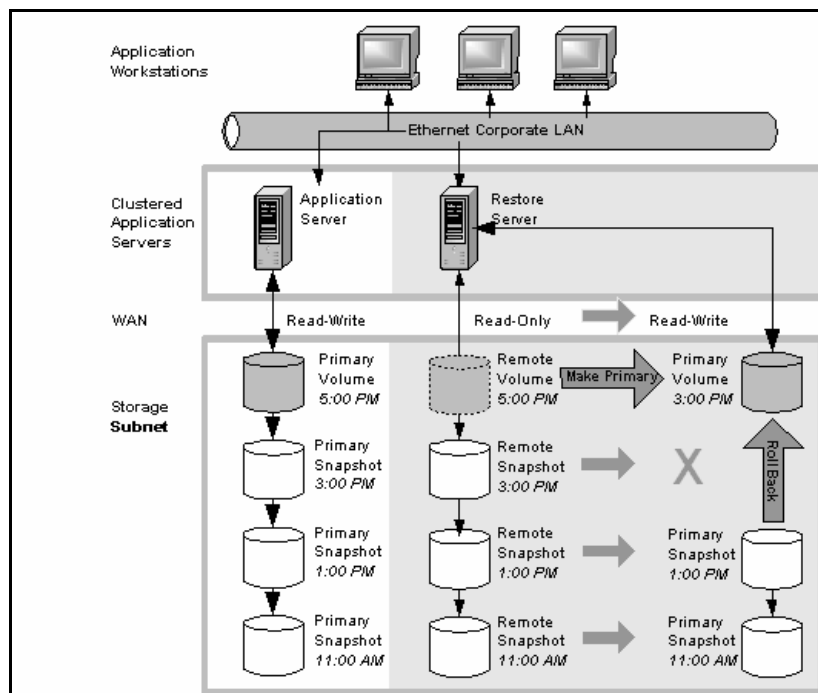 Application
Workstations
Ethernet Corporate LAN
Clustered
Application
Servers
Application
Server
Restore
Server
WAN
Read-Write
Read-Only
Read-Write
Storage
Subnet
Primary
Volume
5:00 PM
Remote
Volume
5:00 PM
Make Primary
Primary
Volume
3:00 PM
Primary
Snapshot
3:00 PM
Remote
Snapshot
3:00 PM
X
Roll Back
Primary
Snapshot
1:00 PM
Remote
Snapshot
1:00 PM
Primary
Snapshot
1:00 PM
Primary
Snapshot
11:00 AM
Remote
Snapshot
11:00 AM
Primary
Snapshot
11:00 AM